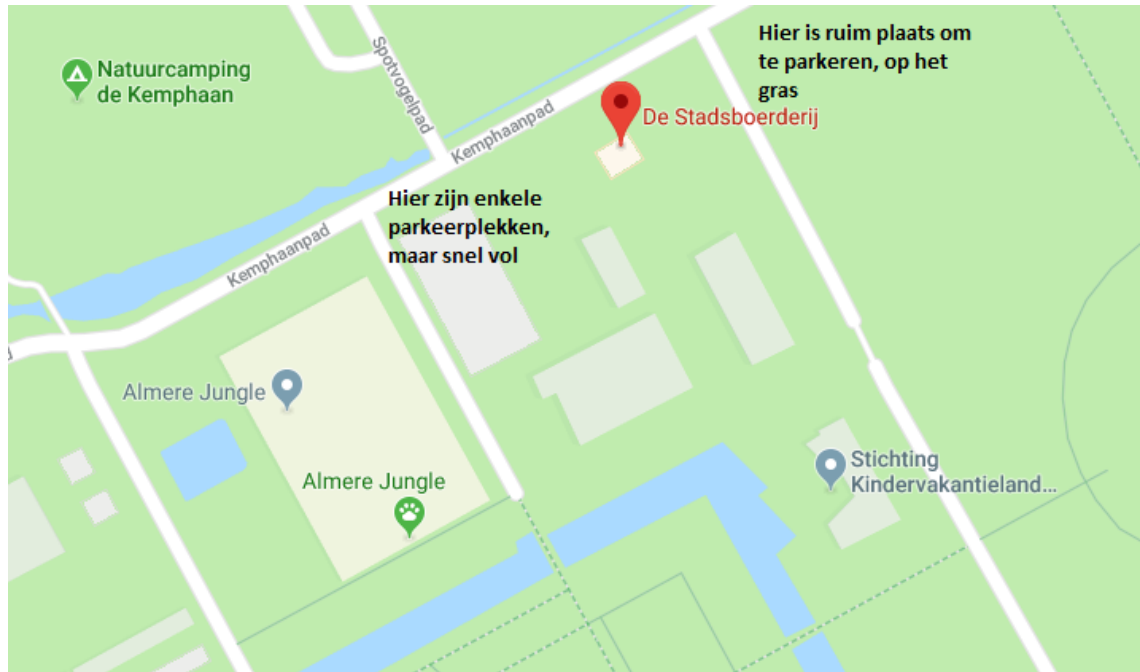 Natuurcamping
de Kemphaan
Spotvogelpad
Hier is ruim plaats om
te parkeren, op het
gras
Kemphaanpad
De Stadsboerderij
Hier zijn enkele
parkeerplekken,
maar snel vol
Kemphaanpad
Almere Jungle
Almere Jungle
Stichting
Kindervakantieland...